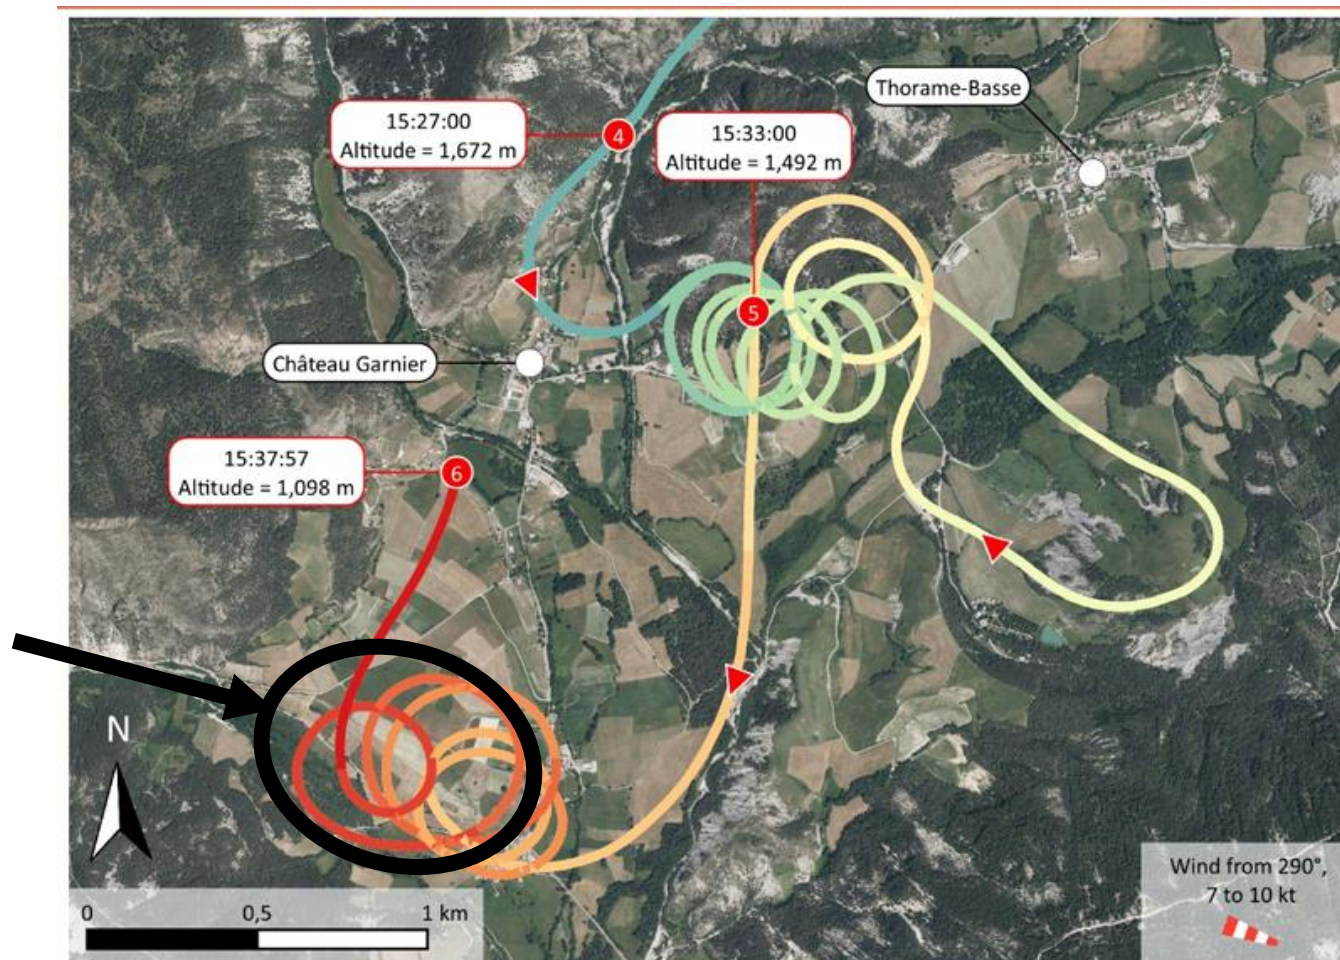 Thorame-Basse
15:27:00
Altitude = 1,672 m
4
15:33:00
Altitude = 1,492 m
5
Château Garnier
15:37:57
Altitude = 1,098 m
6
N
0
0,5
1 km
Wind from 290°,
7 to 10 kt